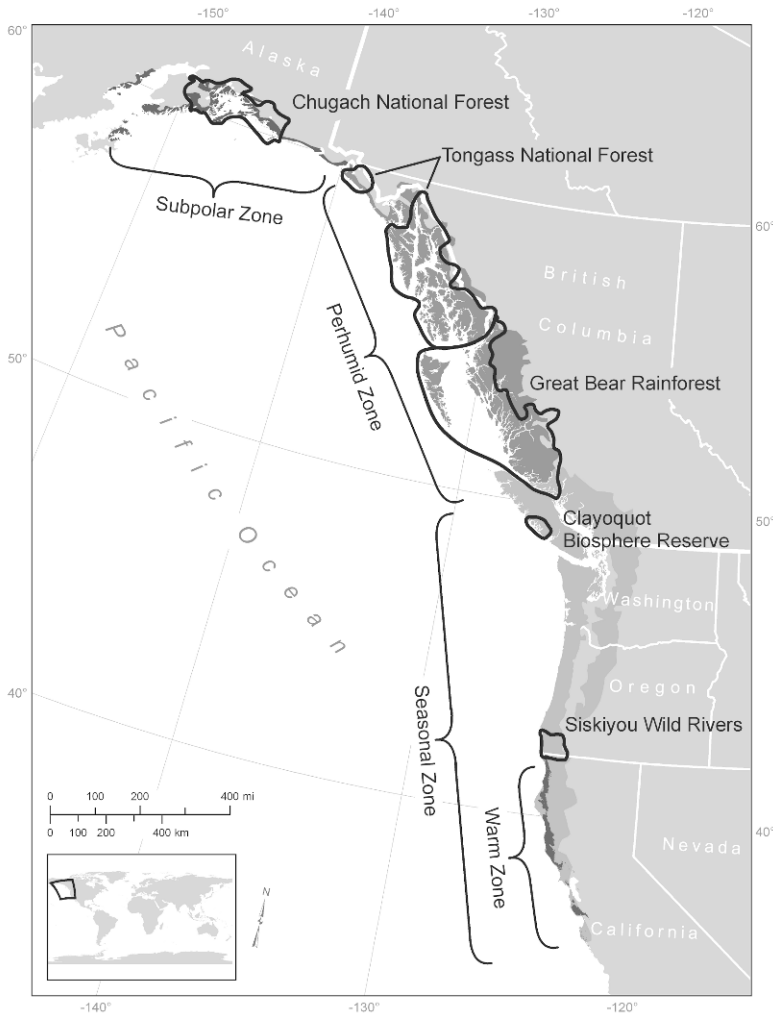 -150°
-140°
-130°
-120°
60°
Alaska
Chugach National Forest
Tongass National Forest
Subpolar Zone
60°
British
Columbia
Perhumid Zone
Pacific Ocean
50°
Great Bear Rainforest
Clayoquot
Biosphere Reserve
50°
Washington
Oregon
Siskiyou Wild Rivers
40°
Seasonal Zone
Warm Zone
0 100 200 400 mi
0 100 200 400 km
Nevada
40°
N
California
-140°
-130°
-120°